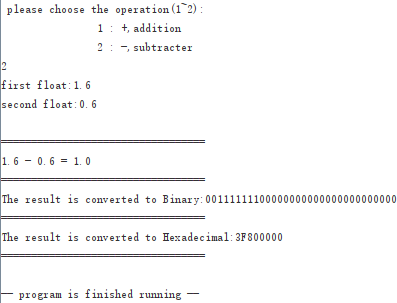 please choose the operation(1~2):
1 : +,addition
2 : -,subtracter
2
first float:1.6
second float:0.6
1.6 - 0.6 = 1.0
The result is converted to Binary:00111111100000000000000000000000
The result is converted to Hexadecimal:3F800000
— program is finished running —